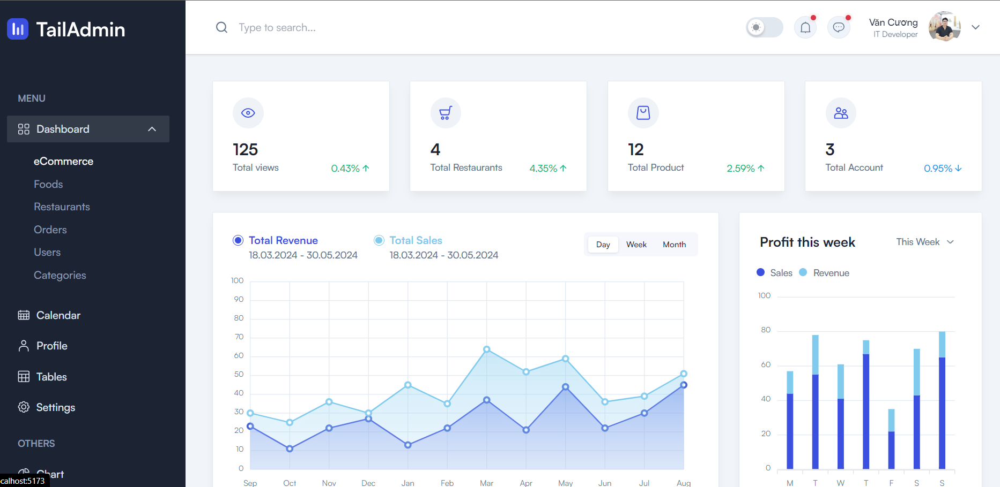 TailAdmin
Type to search...
Văn Cương
IT Developer
MENU
Dashboard
eCommerce
Foods
Restaurants
Orders
Users
Categories
Calendar
Profile
Tables
Settings
OTHERS
Chart
calhost:5173
125
Total views 0.43%
4
Total Restaurants 4.35%
12
Total Product 2.59%
3
Total Account 0.95%
Total Revenue
18.03.2024 - 30.05.2024
Total Sales
18.03.2024 - 30.05.2024
Day Week Month
100
90
80
70
60
50
40
30
20
10
0
Sep Oct Nov Dec Jan Feb Mar Apr May Jun Jul Aug
Profit this week
This Week
Sales Revenue
100
80
60
40
20
0
M T W T F S S